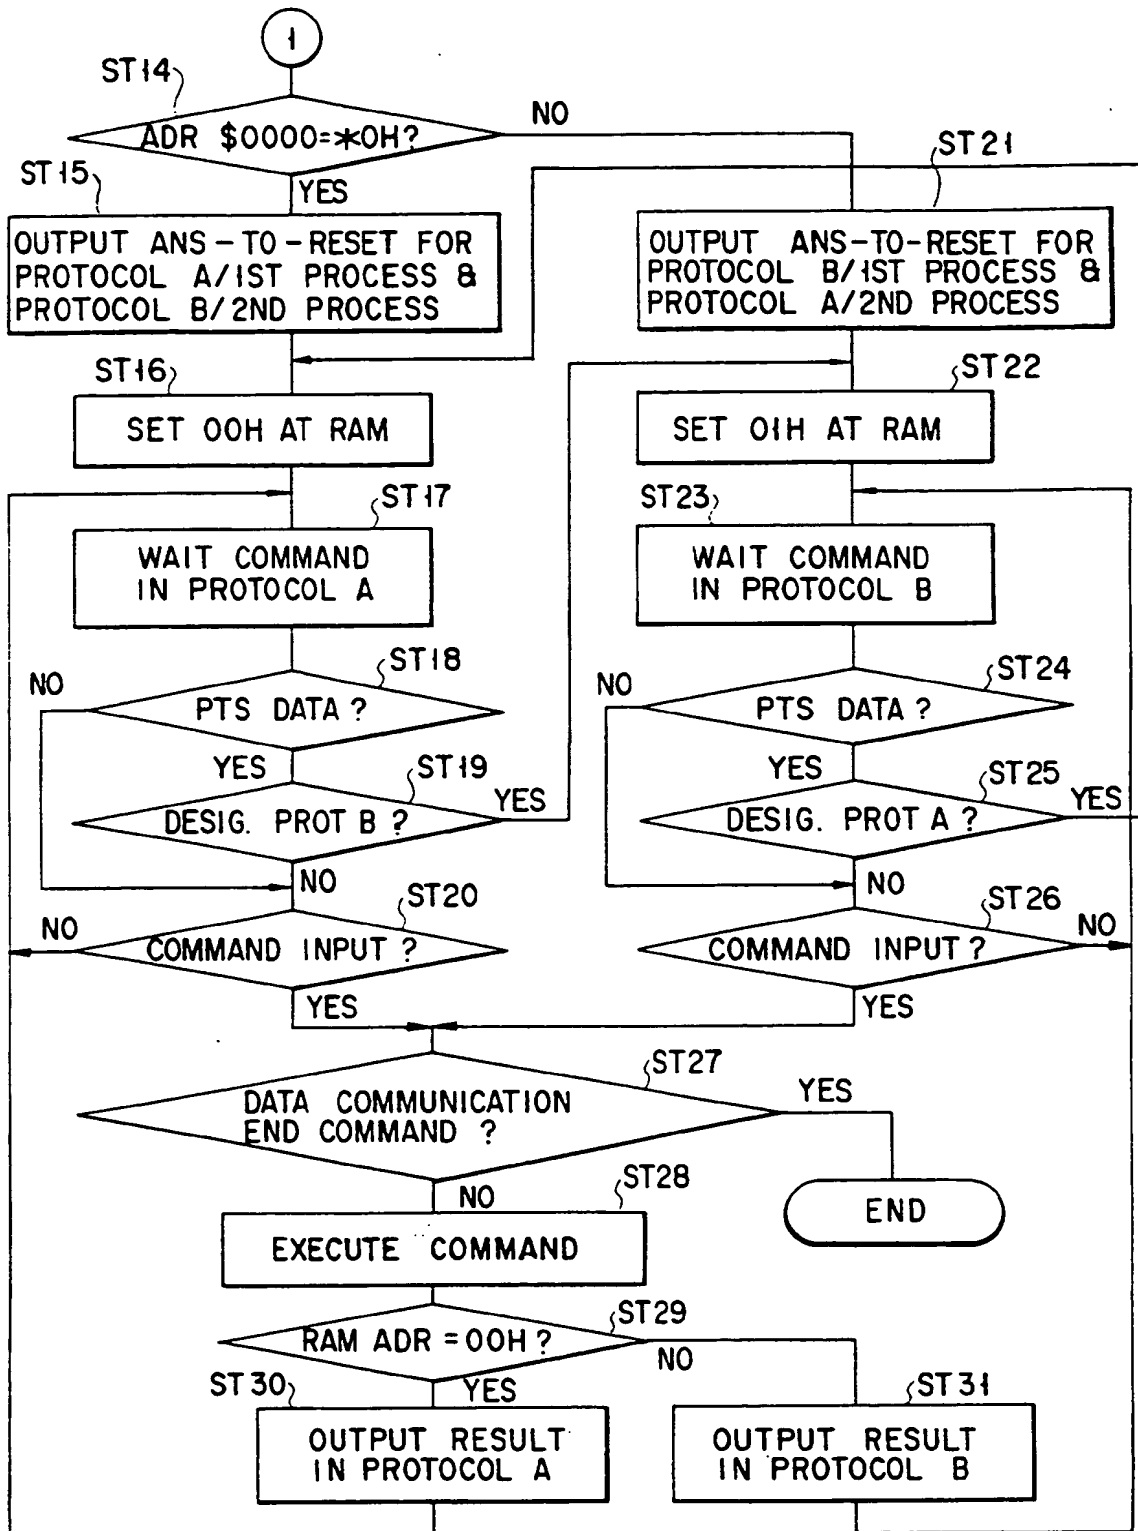 1
ST14
ADR $0000=*0H?
NO
YES
ST15
OUTPUT ANS-TO-RESET FOR
PROTOCOL A/1ST PROCESS &
PROTOCOL B/2ND PROCESS
ST21
OUTPUT ANS-TO-RESET FOR
PROTOCOL B/1ST PROCESS &
PROTOCOL A/2ND PROCESS
ST16
SET 00H AT RAM
ST22
SET 01H AT RAM
ST17
WAIT COMMAND
IN PROTOCOL A
ST23
WAIT COMMAND
IN PROTOCOL B
ST18
NO
PTS DATA?
YES
ST24
NO
PTS DATA?
YES
ST19
DESIG. PROT B?
YES
NO
ST25
DESIG. PROT A?
YES
NO
ST20
NO
COMMAND INPUT?
YES
ST26
COMMAND INPUT?
NO
YES
ST27
DATA COMMUNICATION
END COMMAND ?
YES
NO
END
ST28
EXECUTE COMMAND
ST29
RAM ADR=00H?
NO
YES
ST30
OUTPUT RESULT
IN PROTOCOL A
ST31
OUTPUT RESULT
IN PROTOCOL B